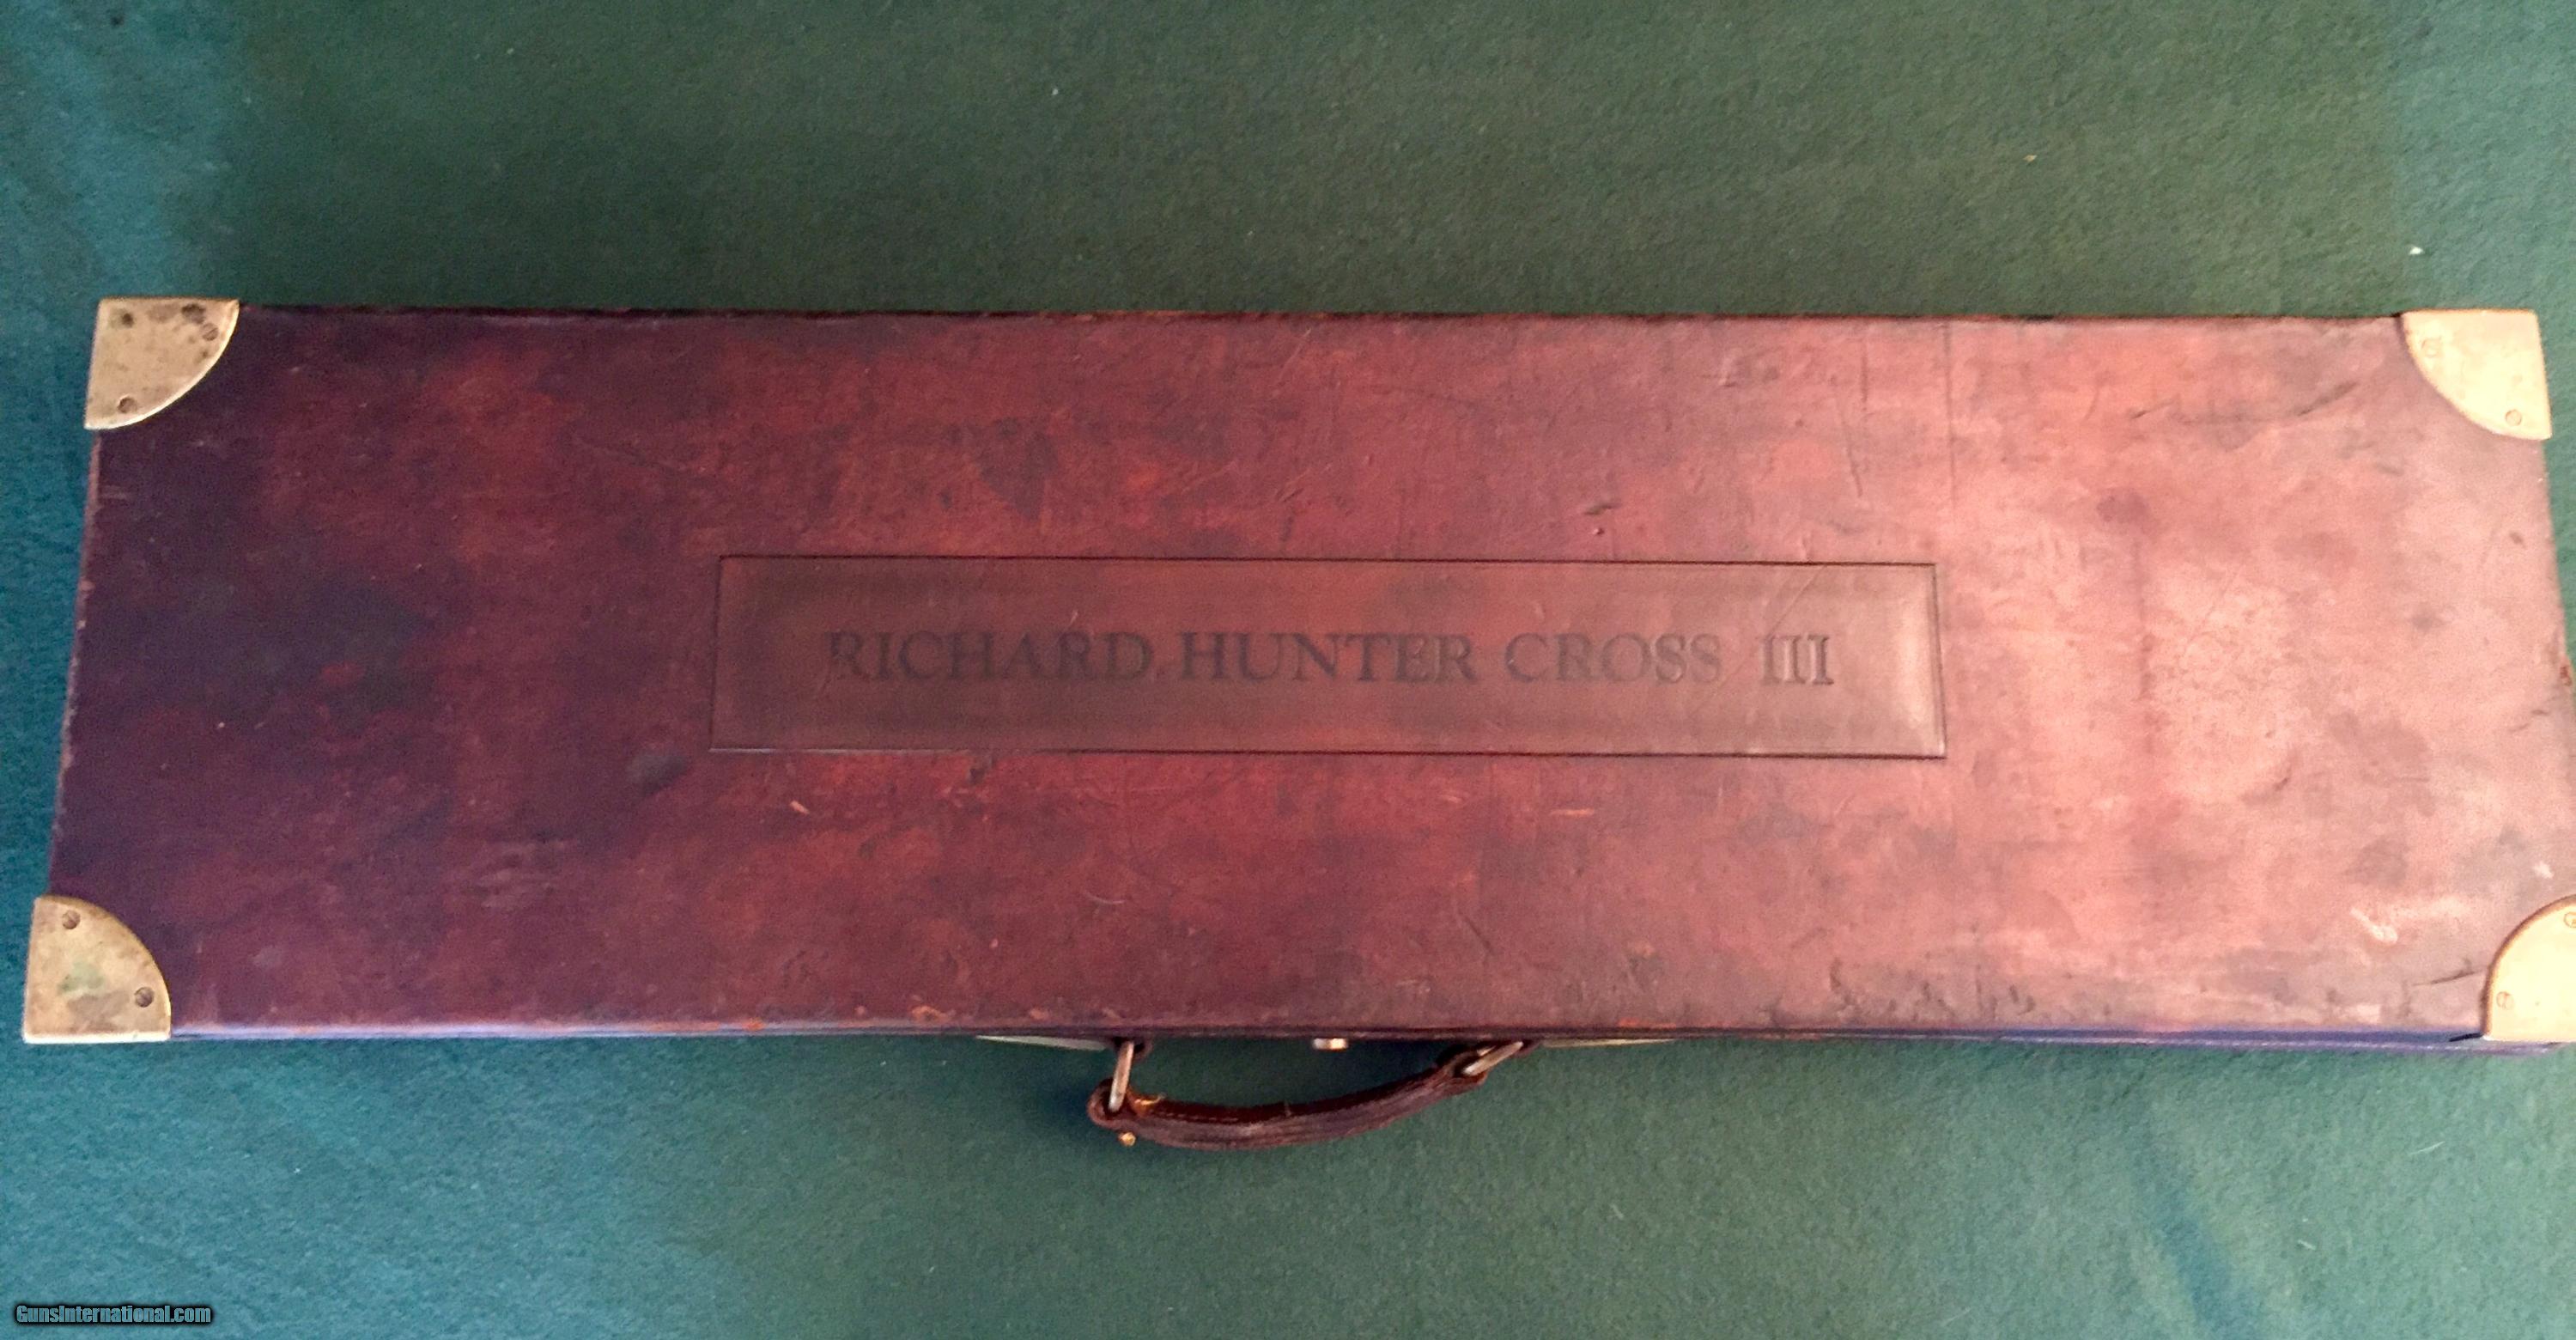 RICHARD HUNTER CROSS III
GunsInternational.com